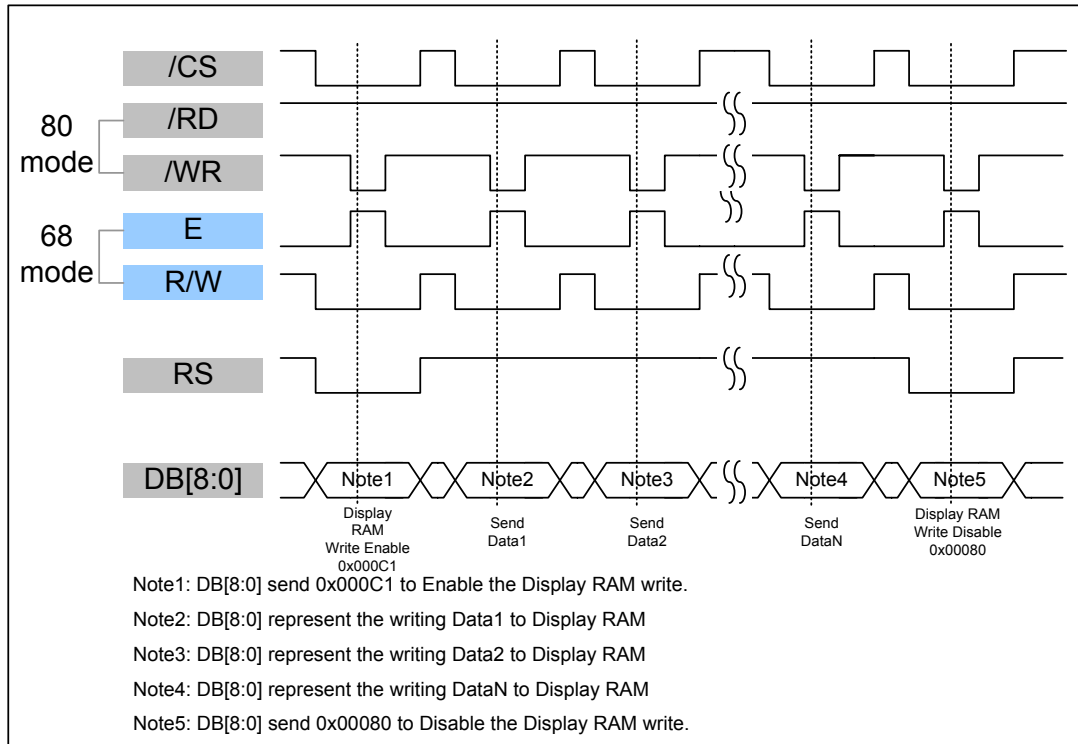 /CS
80
mode
/RD
/WR
68
mode
E
R/W
RS
DB[8:0]
Note1
Note2
Note3
Note4
Note5
Display
RAM
Write Enable
0x000C1
Send
Data1
Send
Data2
Send
DataN
Display RAM
Write Disable
0x00080
Note1: DB[8:0] send 0x000C1 to Enable the Display RAM write.
Note2: DB[8:0] represent the writing Data1 to Display RAM
Note3: DB[8:0] represent the writing Data2 to Display RAM
Note4: DB[8:0] represent the writing DataN to Display RAM
Note5: DB[8:0] send 0x00080 to Disable the Display RAM write.